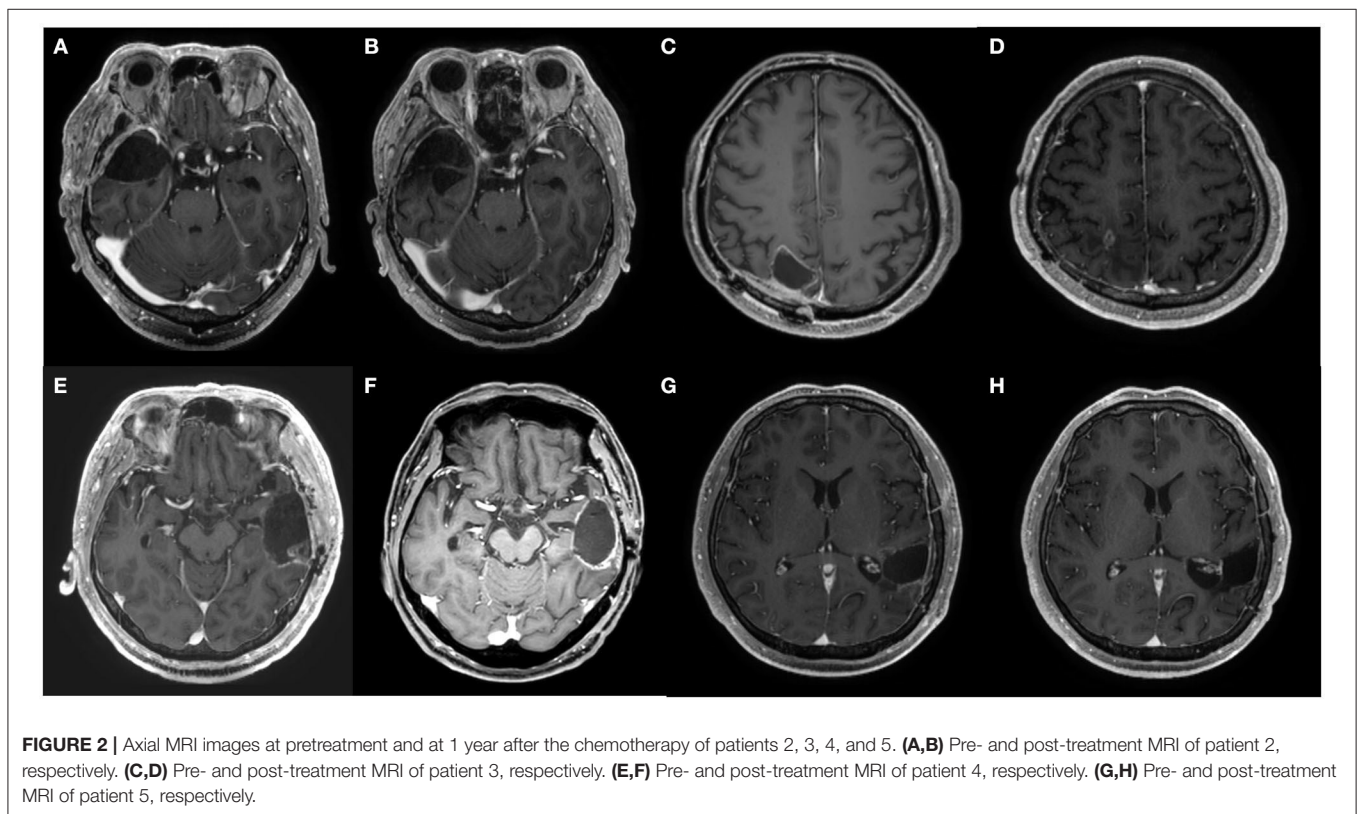 A B C D
E F G H
FIGURE 2 | Axial MRI images at pretreatment and at 1 year after the chemotherapy of patients 2, 3, 4, and 5. (A,B) Pre- and post-treatment MRI of patient 2,
respectively. (C,D) Pre- and post-treatment MRI of patient 3, respectively. (E,F) Pre- and post-treatment MRI of patient 4, respectively. (G,H) Pre- and post-treatment
MRI of patient 5, respectively.